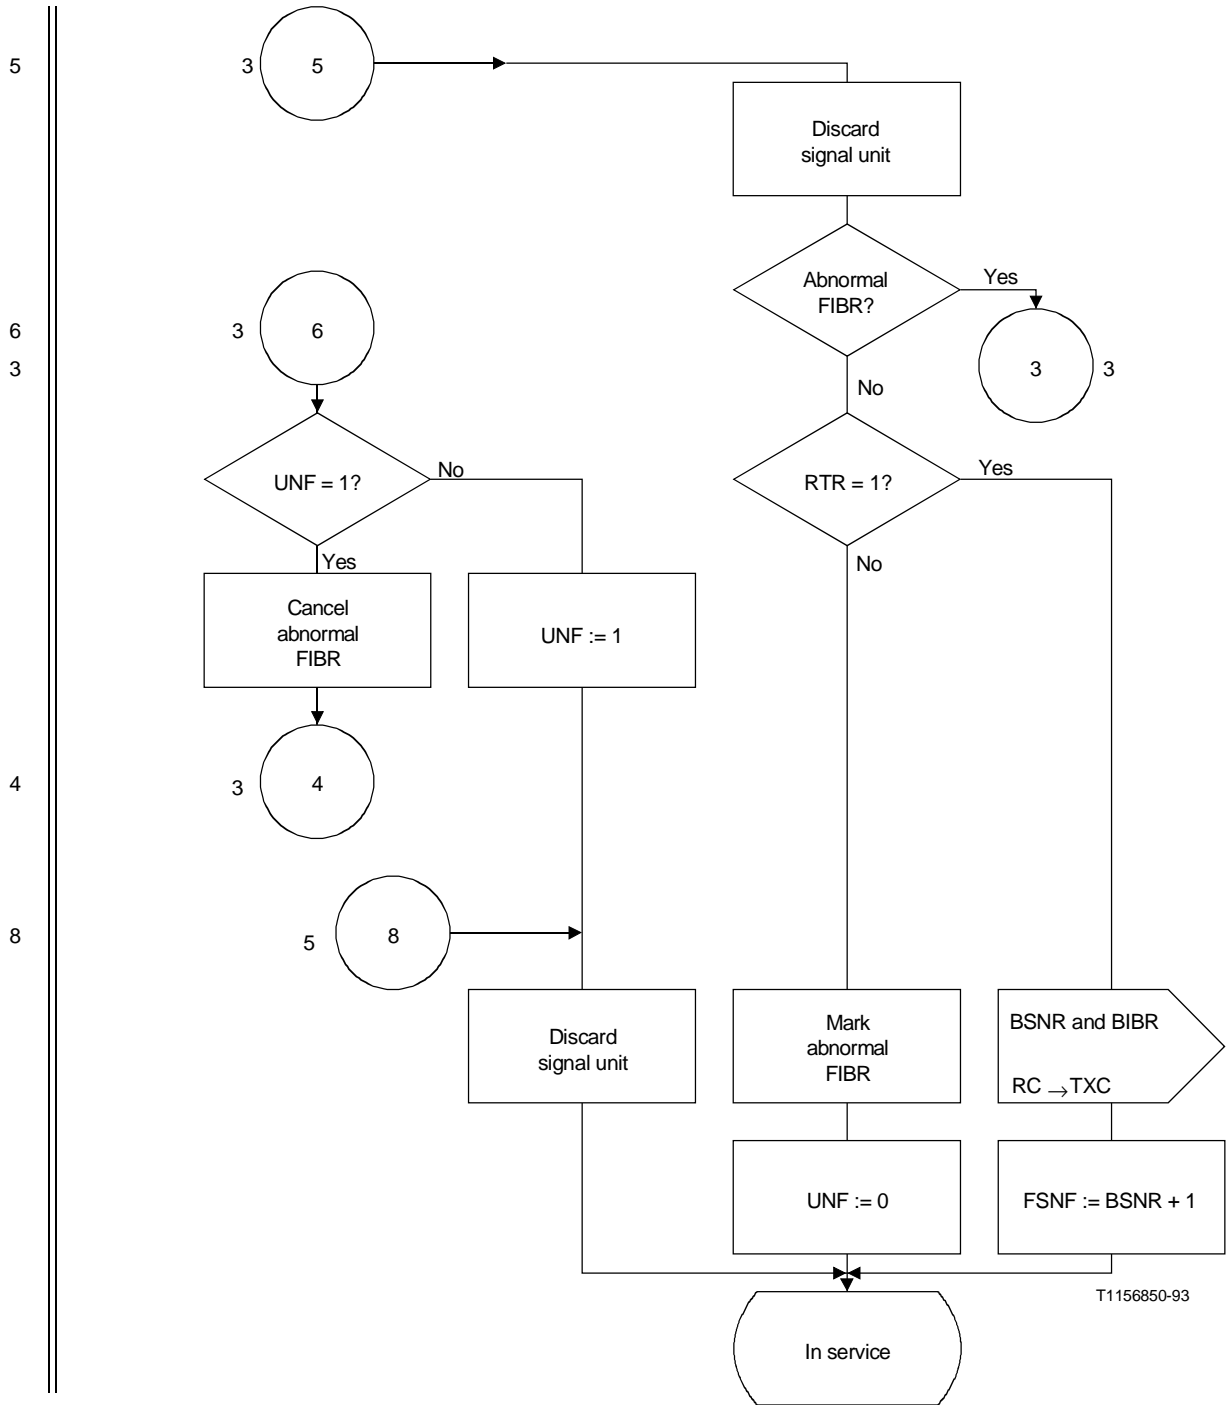 5
3
5
Discard
signal unit
Abnormal
FIBR?
Yes
3
6
6
3
3
3
No
UNF = 1?
No
RTR = 1?
Yes
Yes
No
Cancel
abnormal
FIBR
UNF := 1
4
3
4
8
5
8
Discard
signal unit
Mark
abnormal
FIBR
BSNR and BIBR
RC → TXC
UNF := 0
FSNF := BSNR + 1
T1156850-93
In service